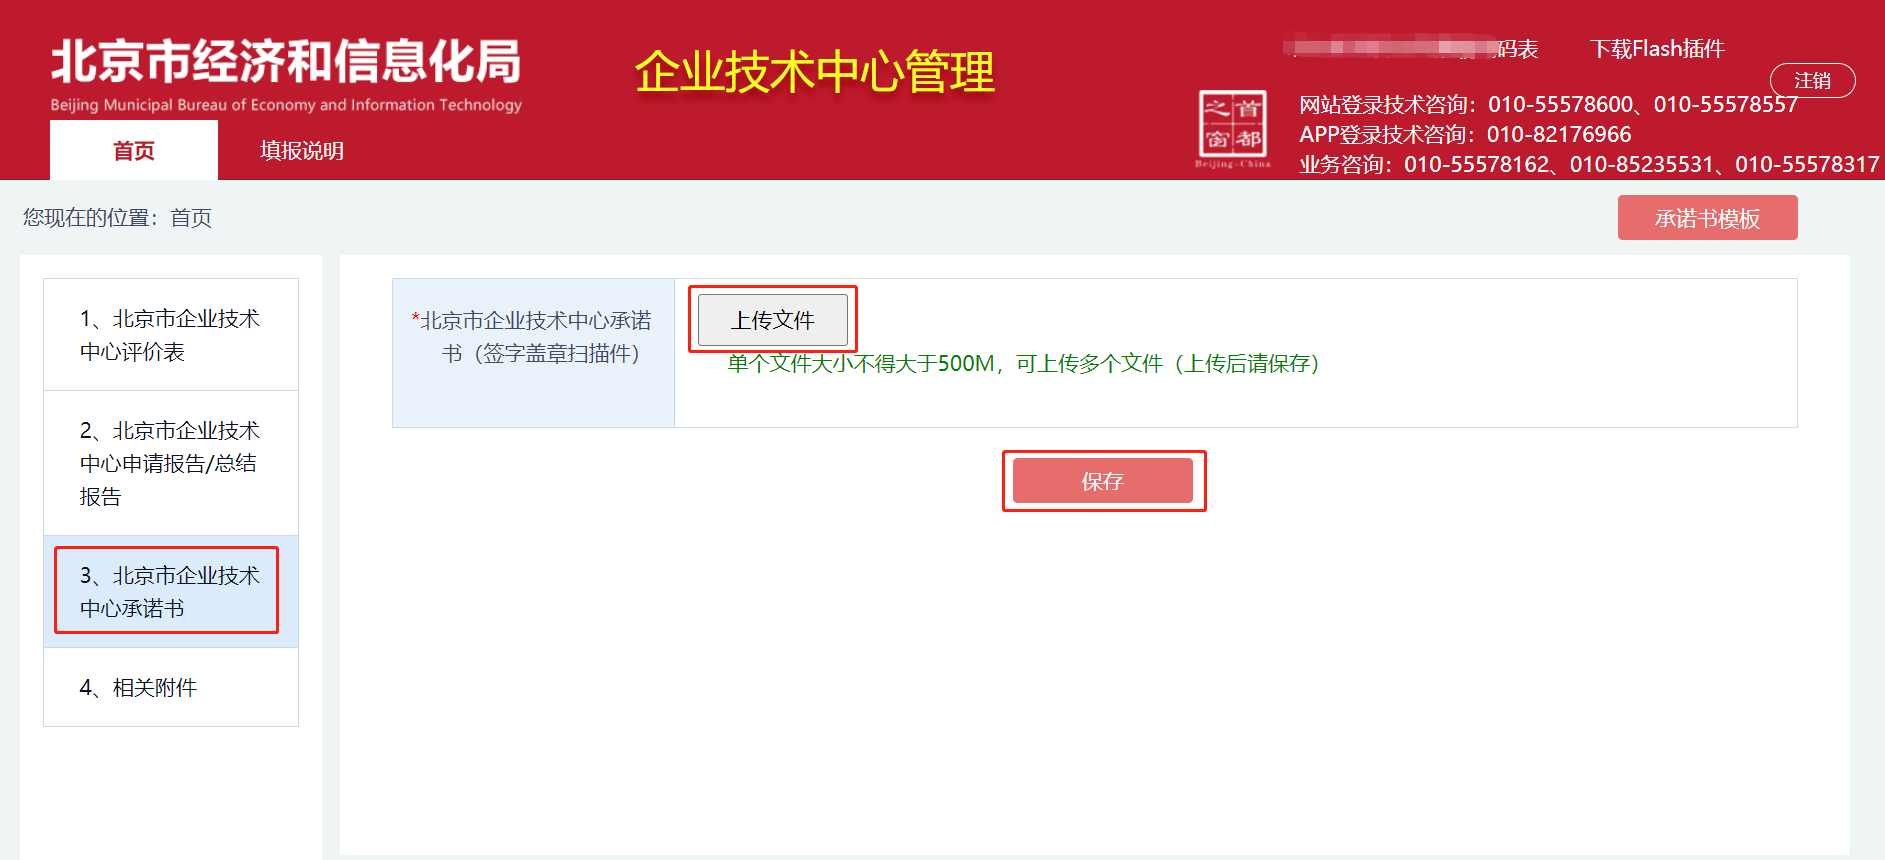 北京市经济和信息化局
Beijing Municipal Bureau of Economy and Information Technology
企业技术中心管理
码表
下载Flash插件
注销
首都之窗
Beijing-China
网站登录技术咨询：010-55578600、010-55578557
APP登录技术咨询：010-82176966
业务咨询：010-55578162、010-85235531、010-55578317
首页
填报说明
您现在的位置：首页
承诺书模板
1、北京市企业技术
中心评价表
2、北京市企业技术
中心申请报告/总结
报告
3、北京市企业技术
中心承诺书
4、相关附件
*北京市企业技术中心承诺
书（签字盖章扫描件）
上传文件
单个文件大小不得大于500M，可上传多个文件（上传后请保存）
保存